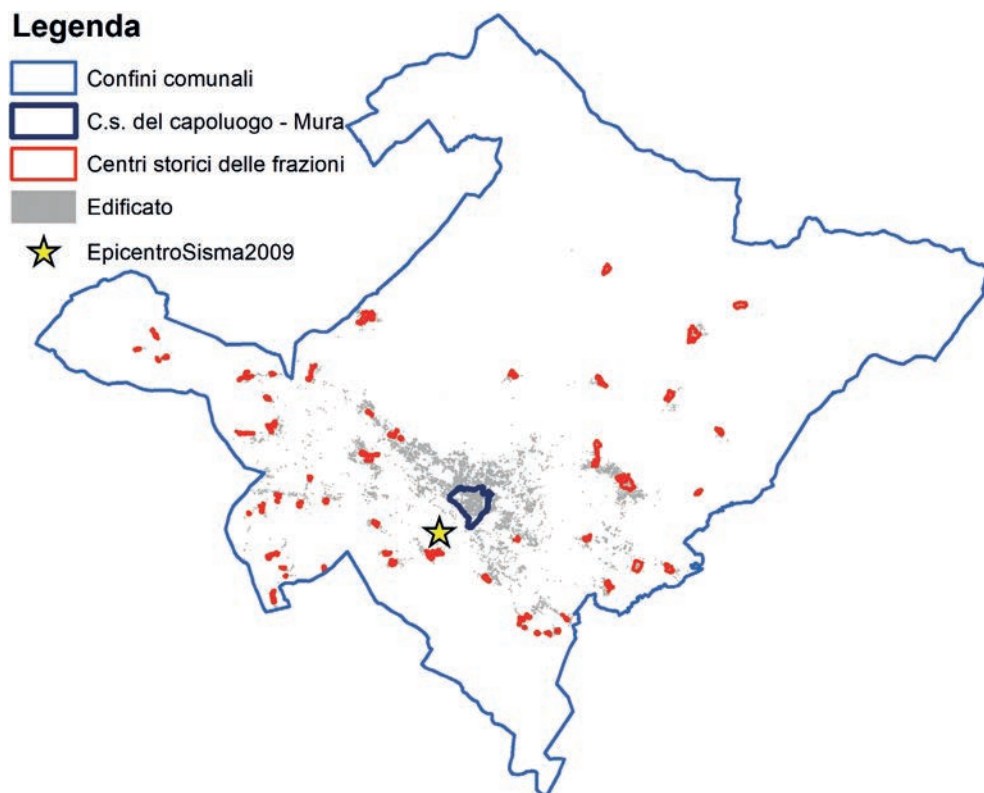 Legenda
Confini comunali
C.s. del capoluogo - Mura
Centri storici delle frazioni
Edificato
EpicentroSisma2009